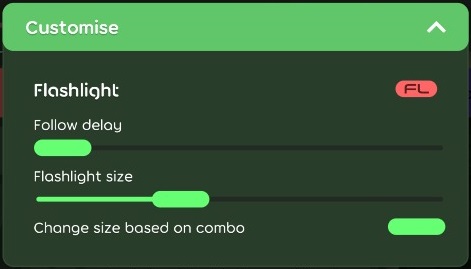 Customise
Flashlight FL
Follow delay
Flashlight size
Change size based on combo